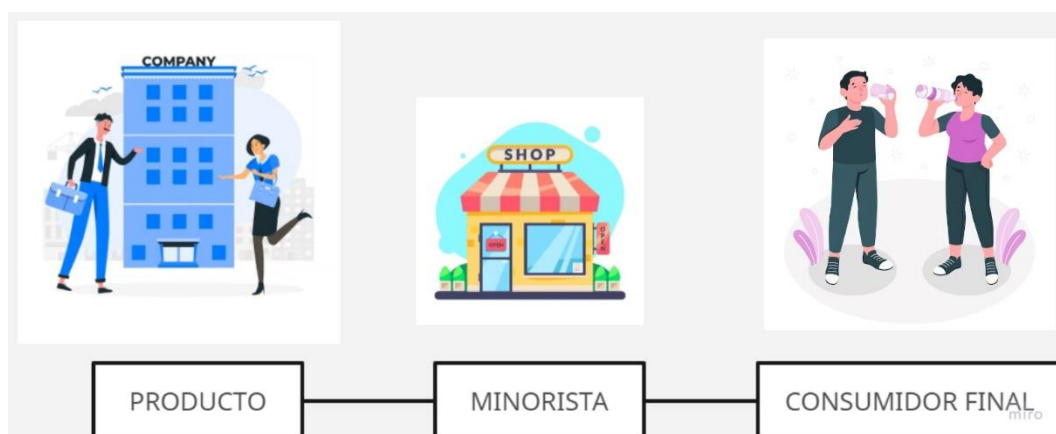 COMPANY
SHOP
OPEN
OPEN
PRODUCTO
MINORISTA
CONSUMIDOR FINAL
miro